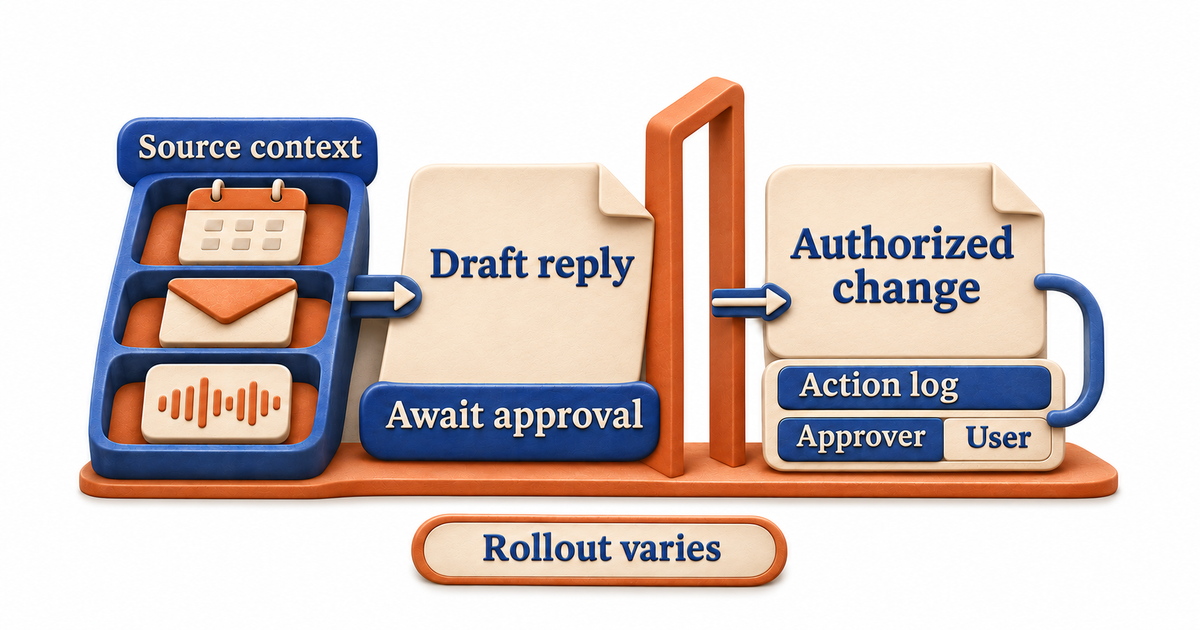 Source context
Draft reply
Await approval
Authorized
change
Action log
Approver
User
Rollout varies